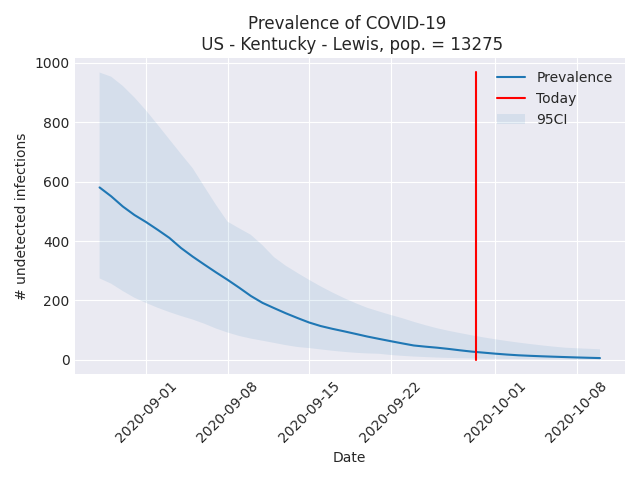 Prevalence of COVID-19
US - Kentucky - Lewis, pop. = 13275
1000
800
600
400
200
0
# undetected infections
Prevalence
Today
95CI
2020-09-01
2020-09-08
2020-09-15
2020-09-22
2020-10-01
2020-10-08
Date